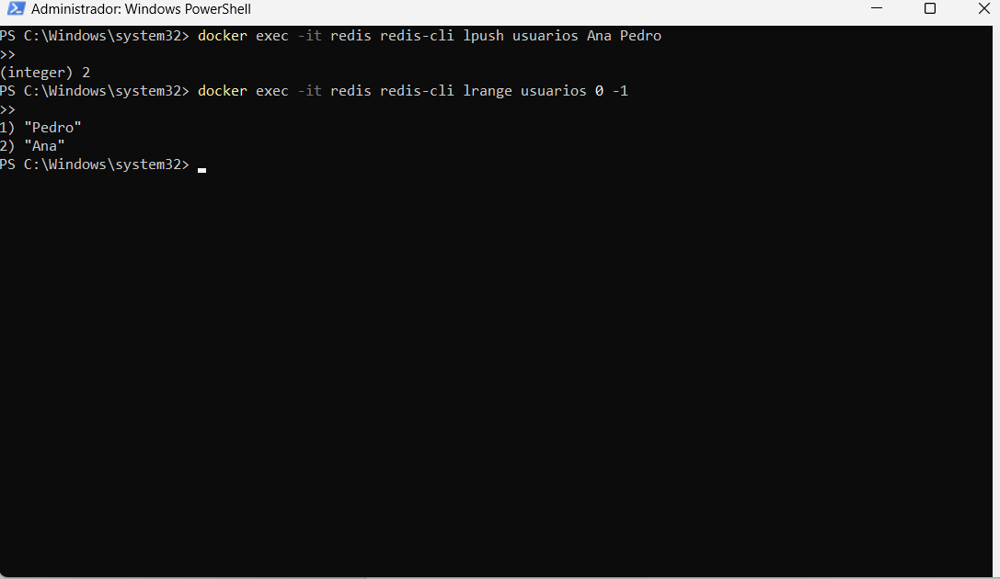 Administrador: Windows PowerShell
PS C:\Windows\system32> docker exec -it redis redis-cli lpush usuarios Ana Pedro
>>
(integer) 2
PS C:\Windows\system32> docker exec -it redis redis-cli lrange usuarios 0 -1
>>
1) "Pedro"
2) "Ana"
PS C:\Windows\system32>